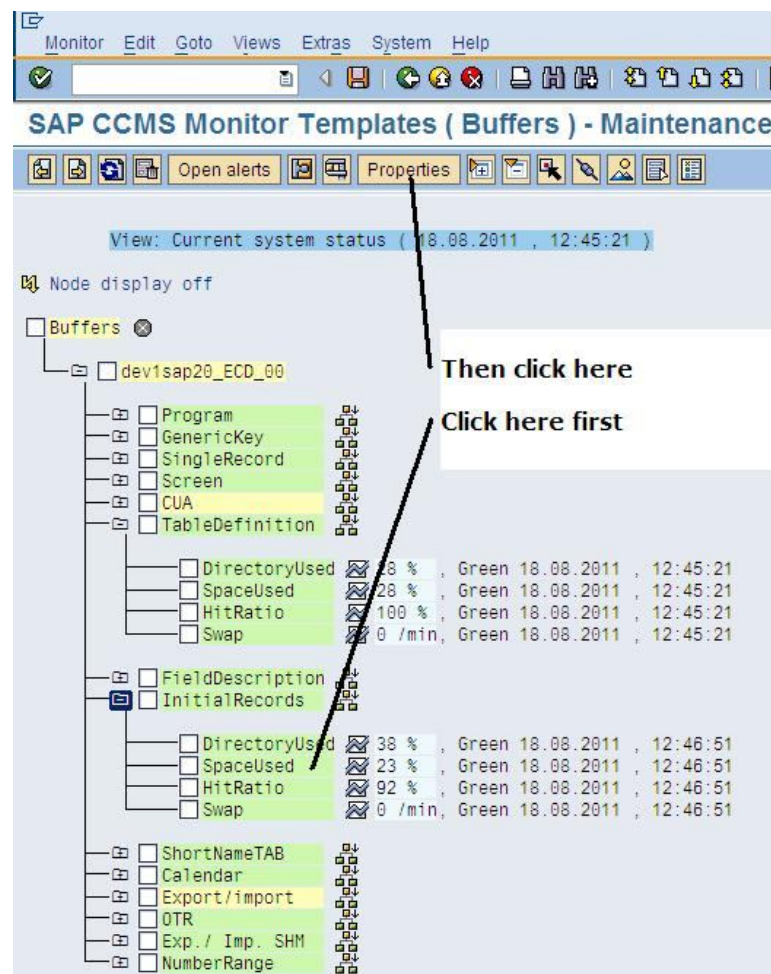 Monitor Edit Goto Views Extras System Help
SAP CCMS Monitor Templates ( Buffers ) - Maintenance
Open alerts Properties
View: Current system status ( 18.08.2011 , 12:45:21 )
Node display off
Buffers
dev1sap20_ECD_00
Then click here
Program
Click here first
GenericKey
SingleRecord
Screen
CUA
TableDefinition
DirectoryUsed 8 % , Green 18.08.2011 , 12:45:21
SpaceUsed 28 % , Green 18.08.2011 , 12:45:21
HitRatio 100 % , Green 18.08.2011 , 12:45:21
Swap 0 /min, Green 18.08.2011 , 12:45:21
FieldDescription
InitialRecords
DirectoryUsed 38 % , Green 18.08.2011 , 12:46:51
SpaceUsed 23 % , Green 18.08.2011 , 12:46:51
HitRatio 92 % , Green 18.08.2011 , 12:46:51
Swap 0 /min, Green 18.08.2011 , 12:46:51
ShortNameTAB
Calendar
Export/import
OTR
Exp./ Imp. SHM
NumberRange